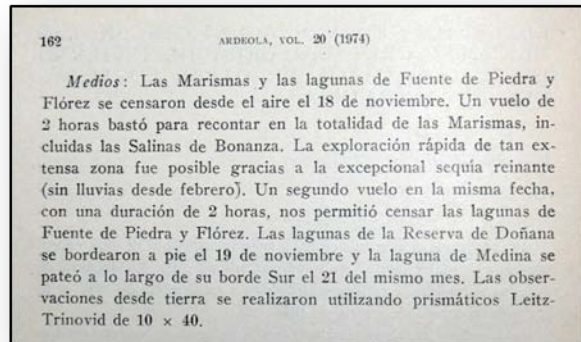 162 ARDEOLA, VOL. 20 (1974)
Medios: Las Marismas y las lagunas de Fuente de Piedra y
Flórez se censaron desde el aire el 18 de noviembre. Un vuelo de
2 horas bastó para recontar en la totalidad de las Marismas, in-
cluidas las Salinas de Bonanza. La exploración rápida de tan ex-
tensa zona fue posible gracias a la excepcional sequía reinante
(sin lluvias desde febrero). Un segundo vuelo en la misma fecha,
con una duración de 2 horas, nos permitió censar las lagunas de
Fuente de Piedra y Flórez. Las lagunas de la Reserva de Doñana
se bordearon a pie el 19 de noviembre y la laguna de Medina se
pateó a lo largo de su borde Sur el 21 del mismo mes. Las obser-
vaciones desde tierra se realizaron utilizando prismáticos Leitz-
Trinovid de 10 × 40.